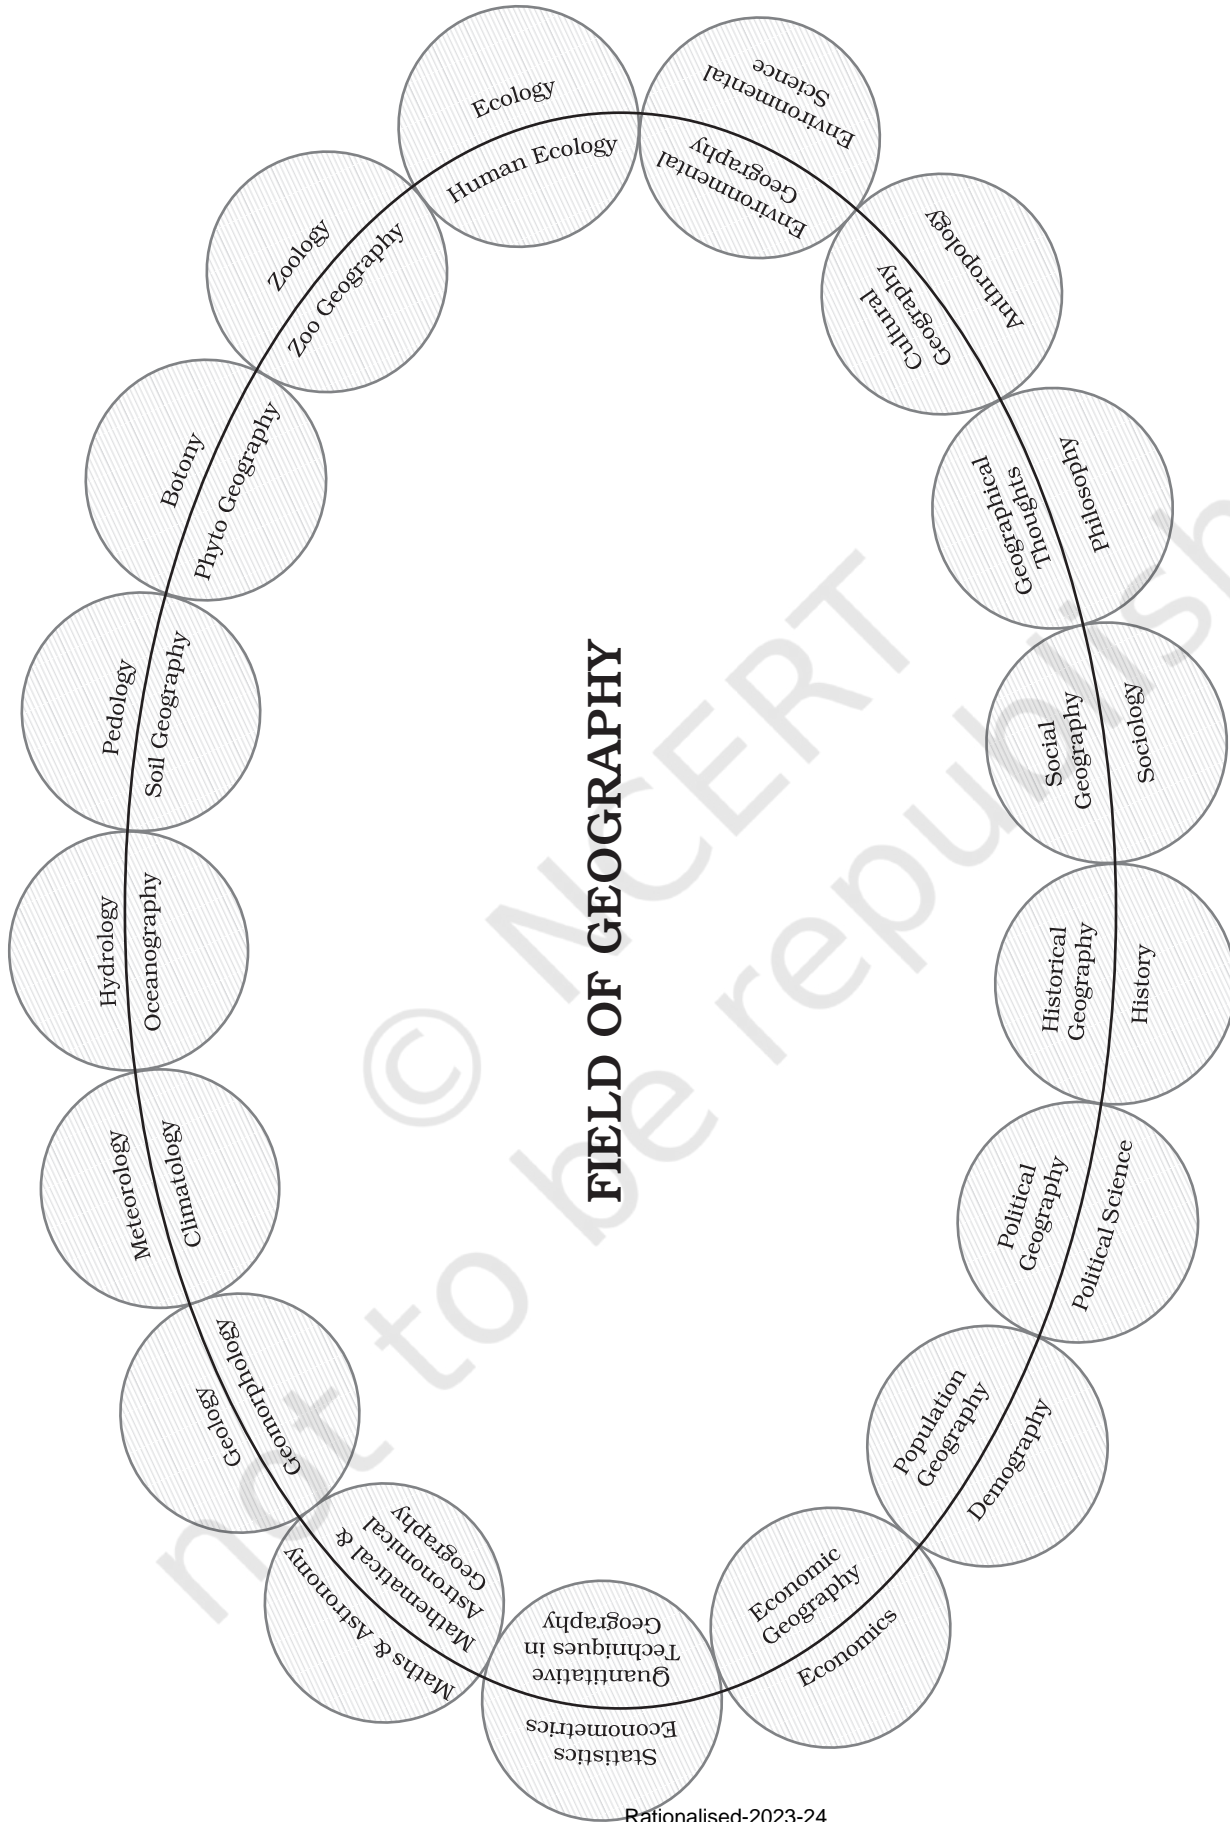 Ecology
Human Ecology
Environmental
Science
Environmental
Geography
Anthropology
Cultural
Geography
Philosophy
Geographical
Thoughts
Social
Geography
Sociology
Historical
Geography
History
Political
Geography
Political Science
Population
Geography
Demography
Economic
Geography
Economics
Statistics
Econometrics
Quantitative
Techniques in
Geography
Maths & Astronomy
Mathematical &
Astronomical
Geography
Geology
Geomorphology
Meteorology
Climatology
Hydrology
Oceanography
Pedology
Soil Geography
Botony
Phyto Geography
Zoology
Zoo Geography
FIELD OF GEOGRAPHY
© NCERT
not to be republish
Rationalised-2023-24